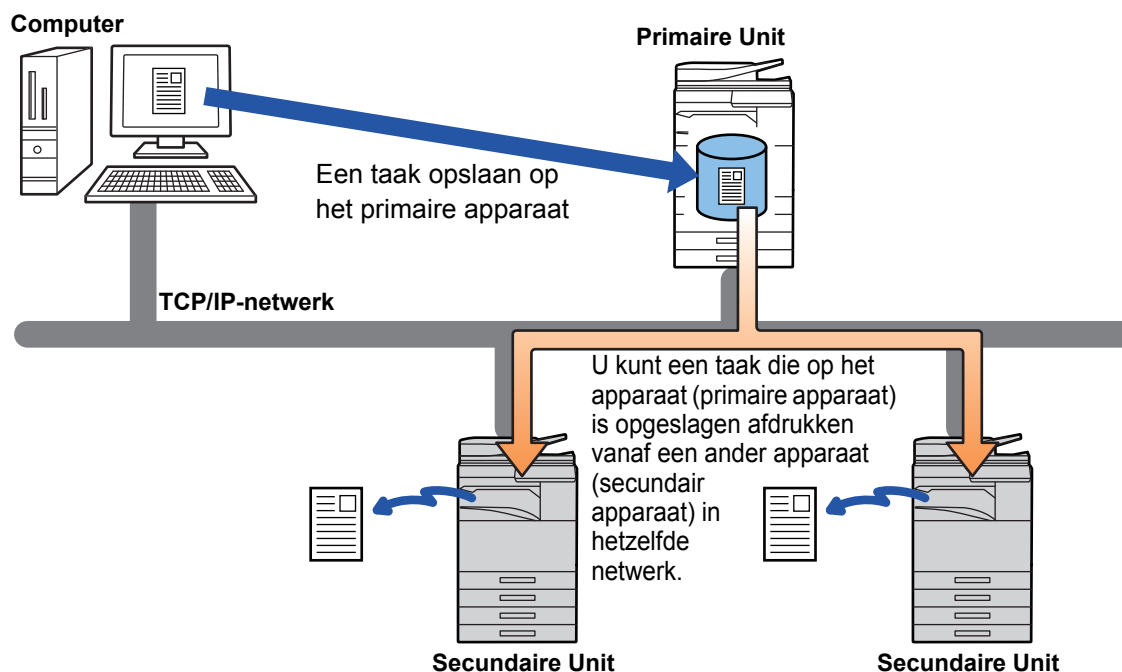 Computer
Primaire Unit
Een taak opslaan op
het primaire apparaat
TCP/IP-netwerk
U kunt een taak die op het
apparaat (primaire apparaat)
is opgeslagen afdrukken
vanaf een ander apparaat
(secundair
apparaat) in
hetzelfde
netwerk.
Secundaire Unit
Secundaire Unit